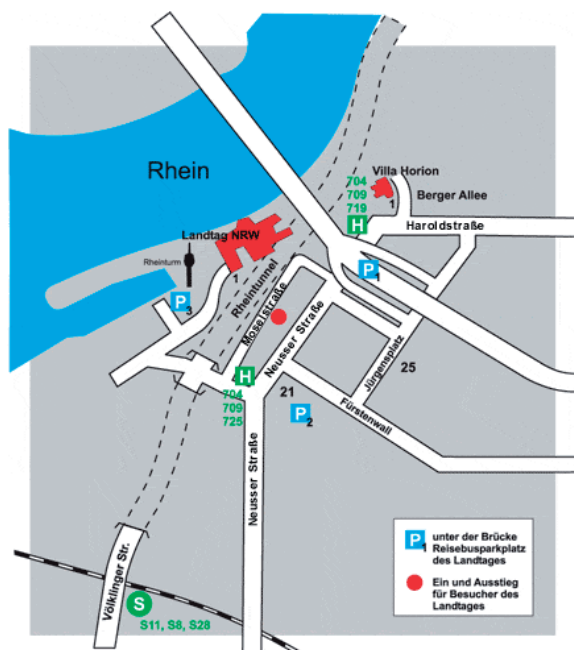 Rhein
Villa Horion
704
709
719
1
Berger Allee
H
Haroldstraße
Landtag NRW
Rheinturm
1
P
1
P
3
Rheintunnel
Moselstraße
Neusser Straße
Jürgensplatz
25
H
704
709
725
21
P
2
Fürstenwall
Neusser Straße
Völklinger Str.
S
S11, S8, S28
P
1
unter der Brücke
Reisebusparkplatz
des Landtages
Ein und Ausstieg
für Besucher des
Landtages